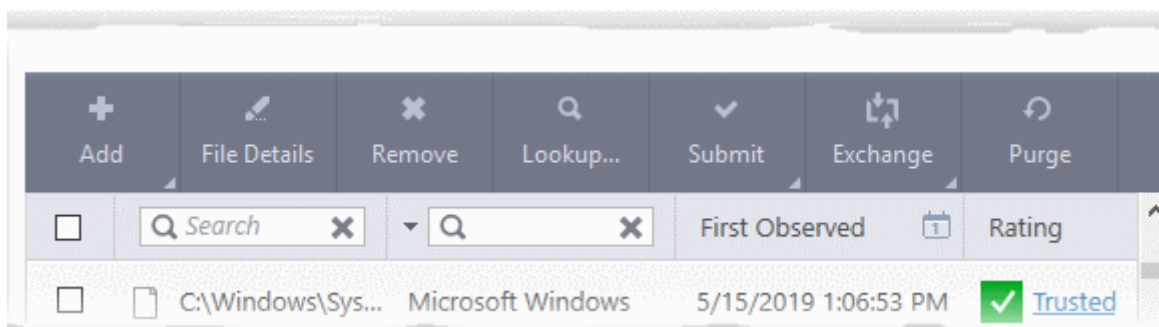 Add File Details Remove Lookup... Submit Exchange Purge
Search First Observed 1 Rating
C:\Windows\Sys... Microsoft Windows 5/15/2019 1:06:53 PM Trusted